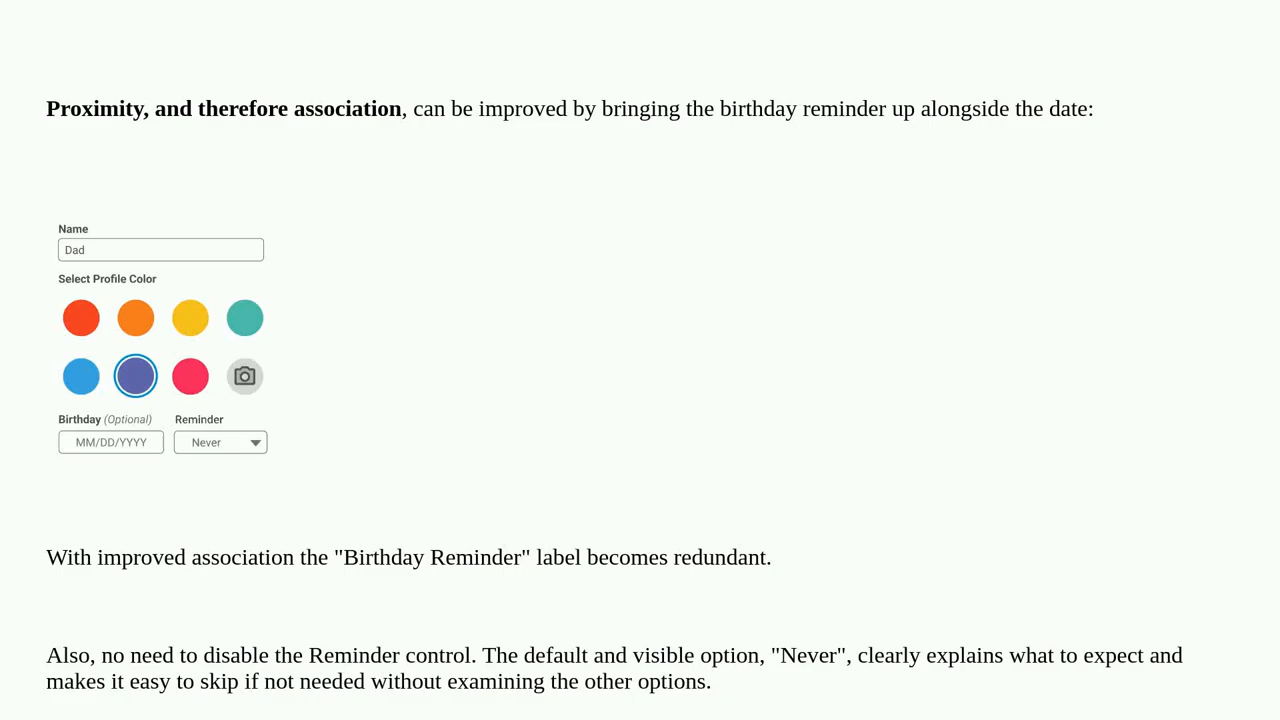 Proximity, and therefore association, can be improved by bringing the birthday reminder up alongside the date:
Name
Dad
Select Profile Color
Birthday (Optional) Reminder
MM/DD/YYYY Never
With improved association the "Birthday Reminder" label becomes redundant.
Also, no need to disable the Reminder control. The default and visible option, "Never", clearly explains what to expect and
makes it easy to skip if not needed without examining the other options.